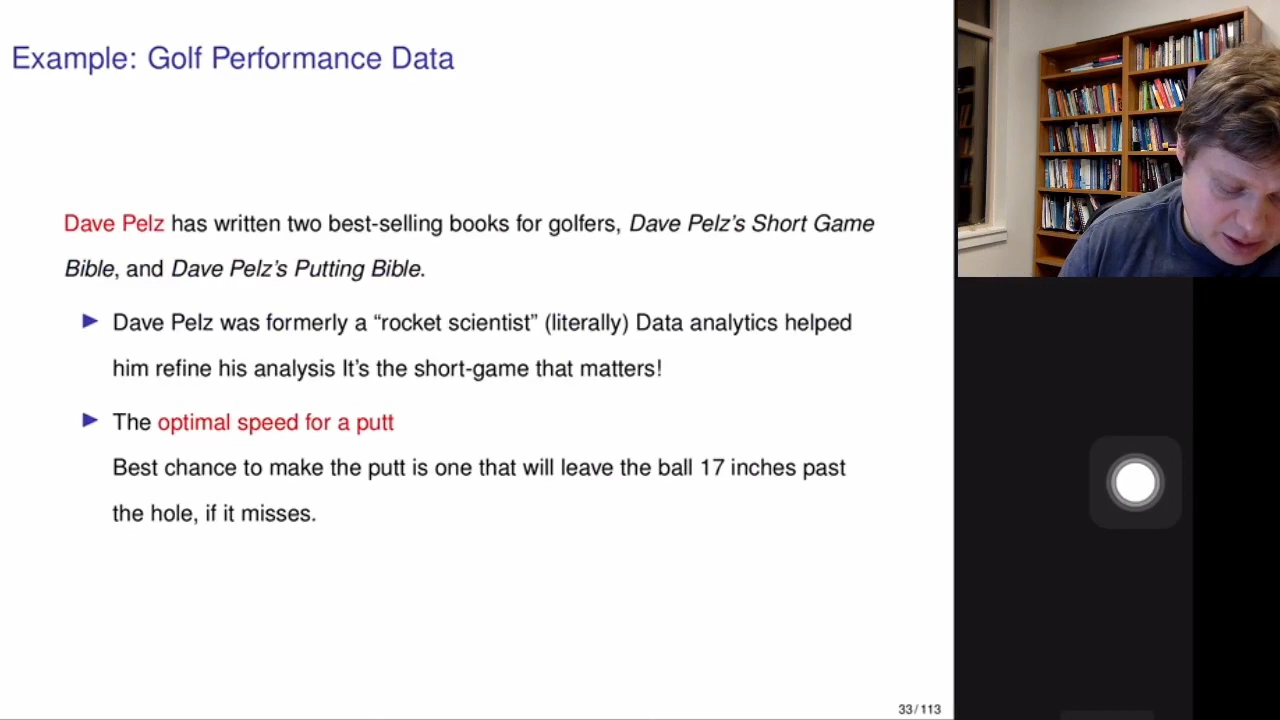 Example: Golf Performance Data
Dave Pelz has written two best-selling books for golfers, Dave Pelz's Short Game
Bible, and Dave Pelz's Putting Bible.
► Dave Pelz was formerly a “rocket scientist” (literally) Data analytics helped
him refine his analysis It's the short-game that matters!
► The optimal speed for a putt
Best chance to make the putt is one that will leave the ball 17 inches past
the hole, if it misses.
33/113